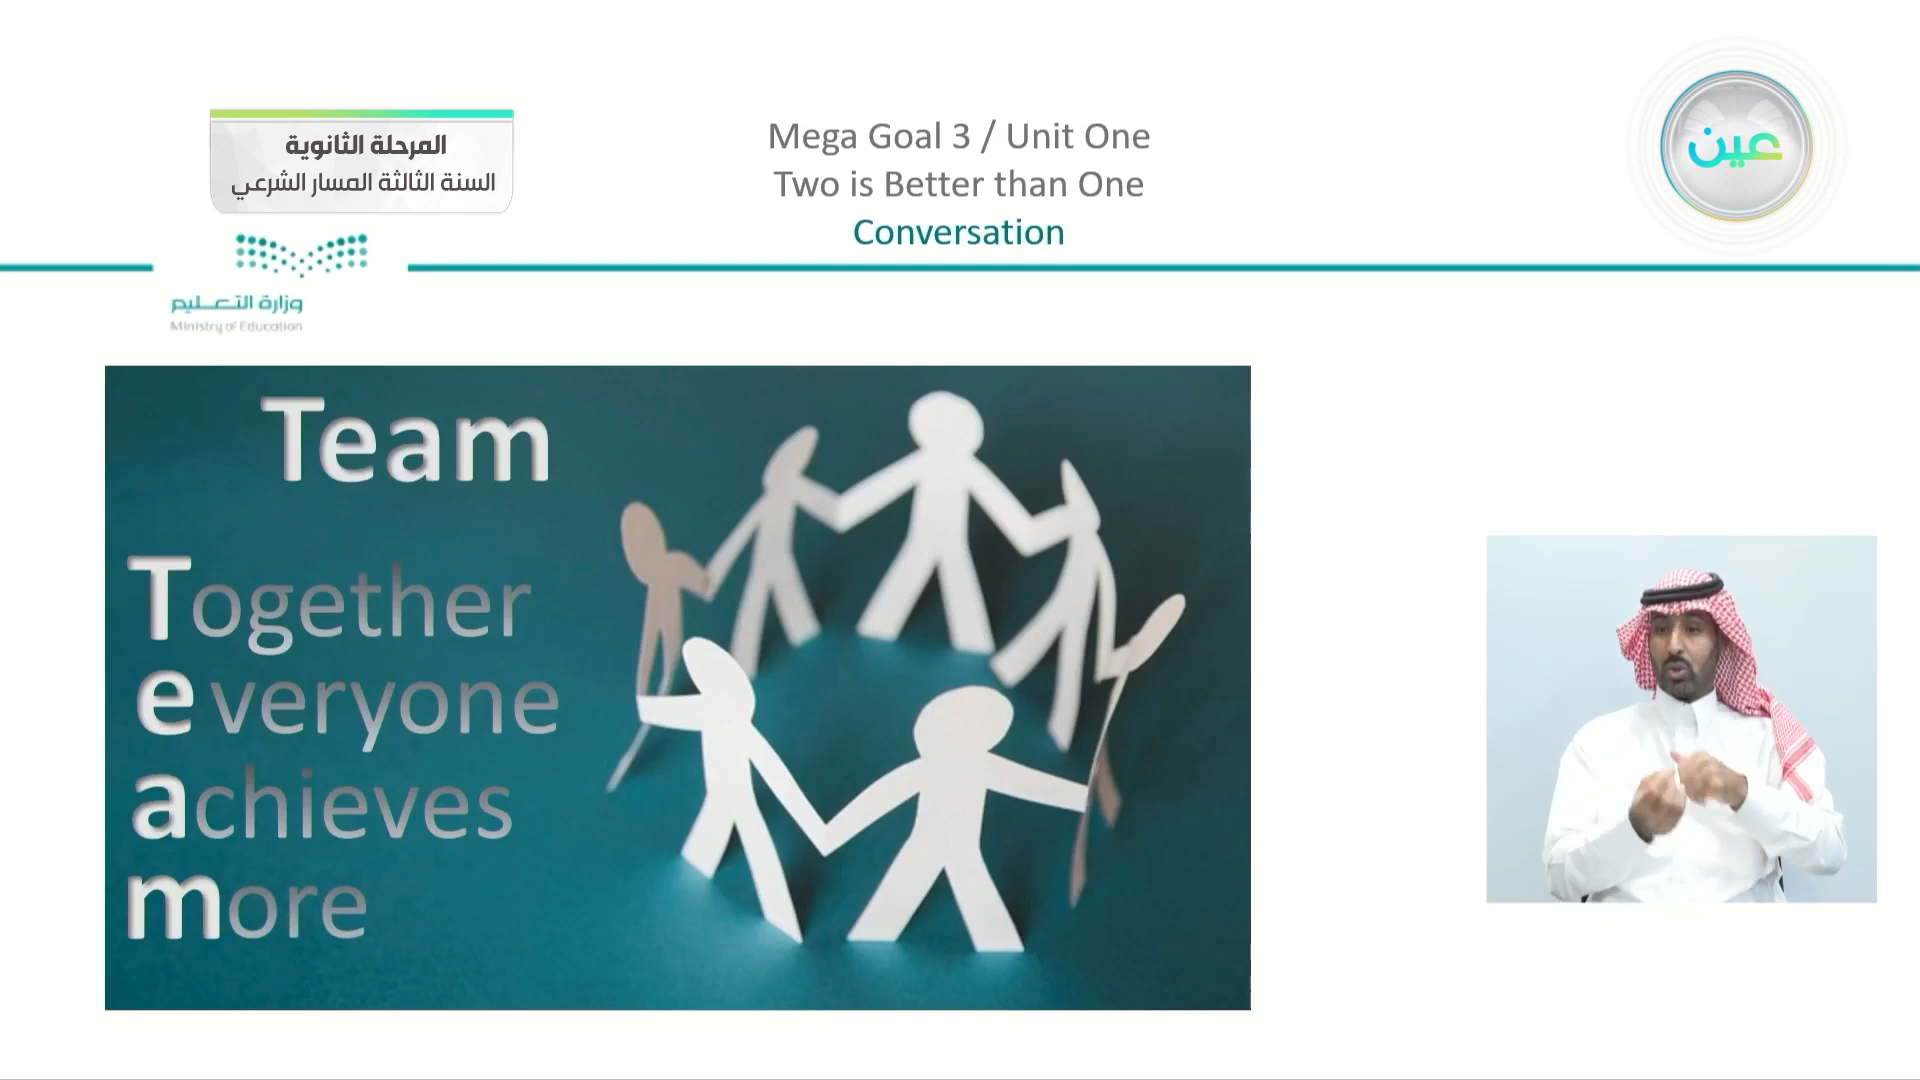 المرحلة الثانوية
السنة الثالثة المسار الشرعي
Mega Goal 3 / Unit One
Two is Better than One
Conversation
عين
وزارة التعليم
Ministry of Education
Team
Together
everyone
achieves
more